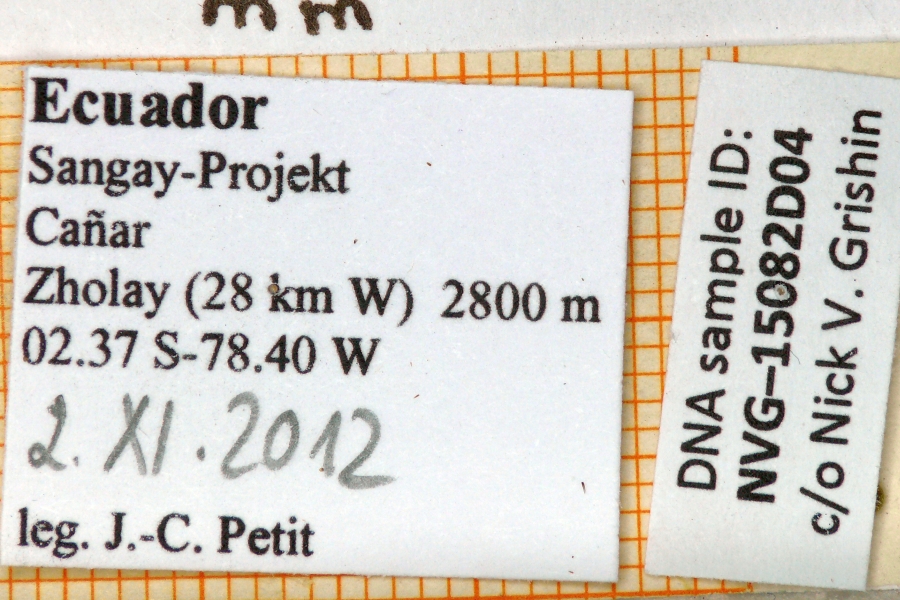 Ecuador
Sangay-Projekt
Cañar
Zholay (28 km W) 2800 m
02.37 S-78.40 W
2. XI. 2012
leg. J.-C. Petit
DNA sample ID:
NVG–15082D04
c/o Nick V. Grishin